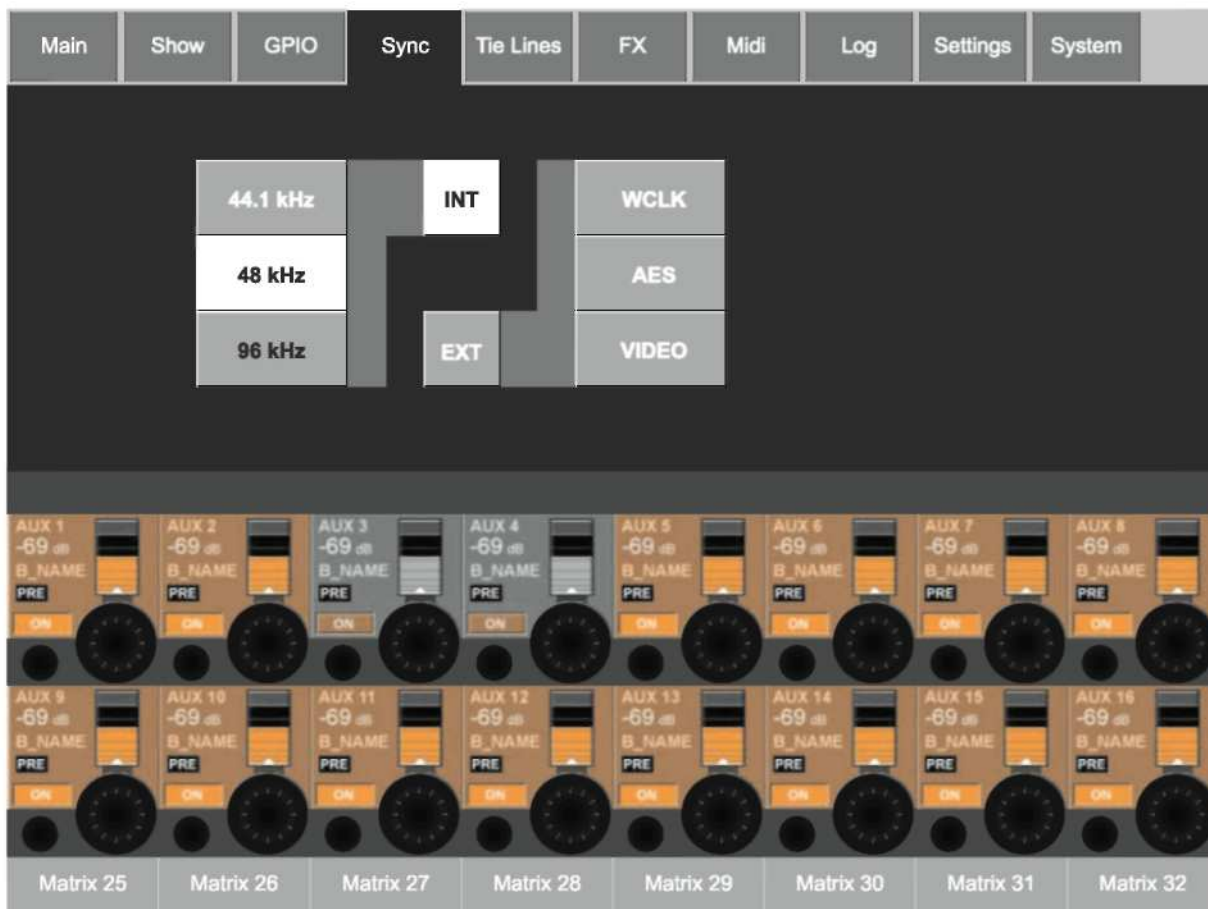 Main Show GPIO Sync Tie Lines FX Midi Log Settings System
44.1 kHz INT WCLK
48 kHz AES
96 kHz EXT VIDEO
AUX 1 AUX 2 AUX 3 AUX 4 AUX 5 AUX 6 AUX 7 AUX 8
-69 dB -69 dB -69 dB -69 dB -69 dB -69 dB -69 dB -69 dB
B_NAME B_NAME B_NAME B_NAME B_NAME B_NAME B_NAME B_NAME
PRE PRE PRE PRE PRE PRE PRE PRE
ON ON ON ON ON ON ON ON
AUX 9 AUX 10 AUX 11 AUX 12 AUX 13 AUX 14 AUX 15 AUX 16
-69 dB -69 dB -69 dB -69 dB -69 dB -69 dB -69 dB -69 dB
B_NAME B_NAME B_NAME B_NAME B_NAME B_NAME B_NAME B_NAME
PRE PRE PRE PRE PRE PRE PRE PRE
ON ON ON ON ON ON ON ON
Matrix 25 Matrix 26 Matrix 27 Matrix 28 Matrix 29 Matrix 30 Matrix 31 Matrix 32